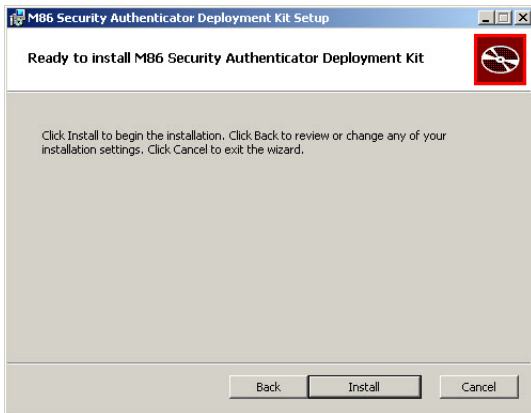 M86 Security Authenticator Deployment Kit Setup
Ready to install M86 Security Authenticator Deployment Kit
Click Install to begin the installation. Click Back to review or change any of your
installation settings. Click Cancel to exit the wizard.
Back Install Cancel